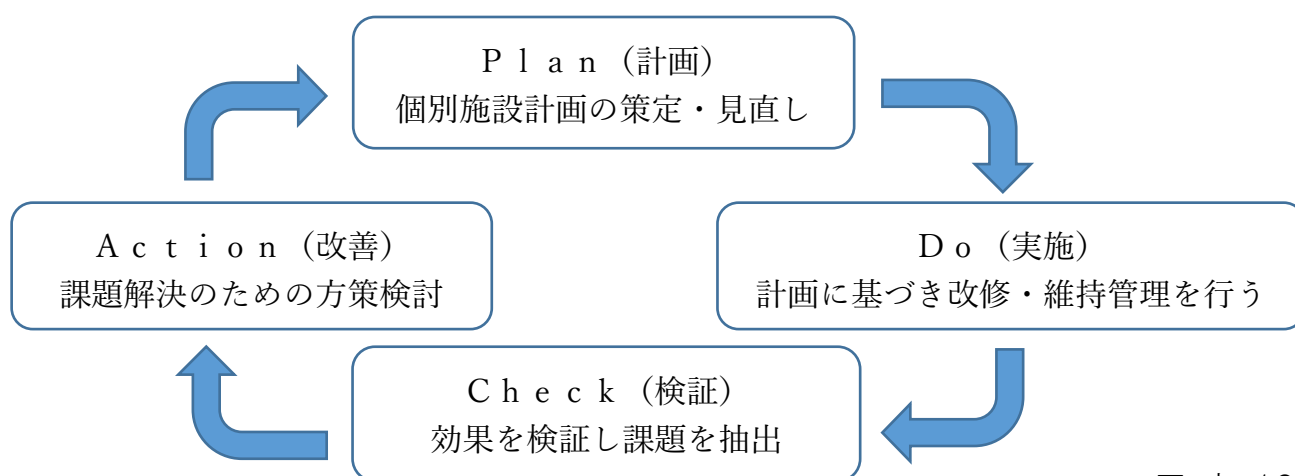 Ｐｌａｎ（計画）
個別施設計画の策定・見直し
Ａｃｔｉｏｎ（改善）
課題解決のための方策検討
Ｄｏ（実施）
計画に基づき改修・維持管理を行う
Ｃｈｅｃｋ（検証）
効果を検証し課題を抽出